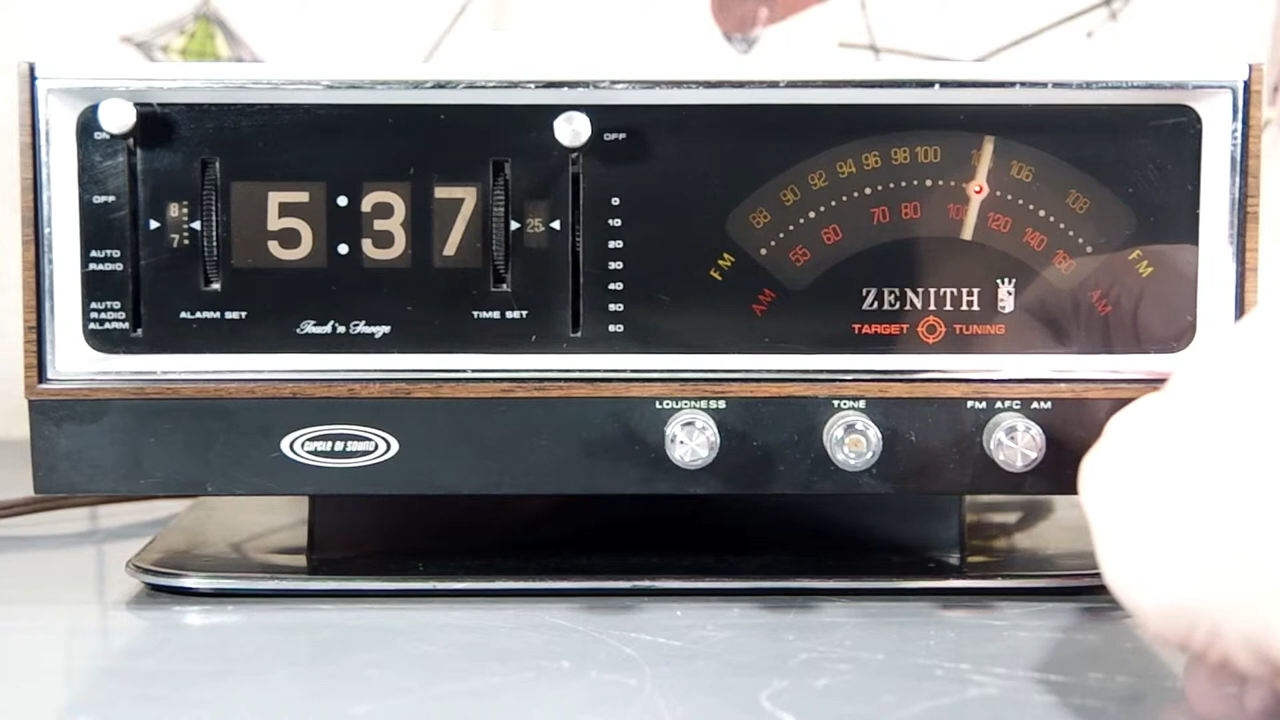 ON
OFF
AUTO
RADIO
AUTO
RADIO
ALARM
8
7
5:37
25
ALARM SET
Touch 'n Snooze
TIME SET
OFF
0
10
20
30
40
50
60
88 90 92 94 96 98 100 106 108
55 60 70 80 100 120 140 160
FM FM
AM AM
ZENITH
TARGET TUNING
CIRCLE OF SOUND
LOUDNESS
TONE
FM AFC AM